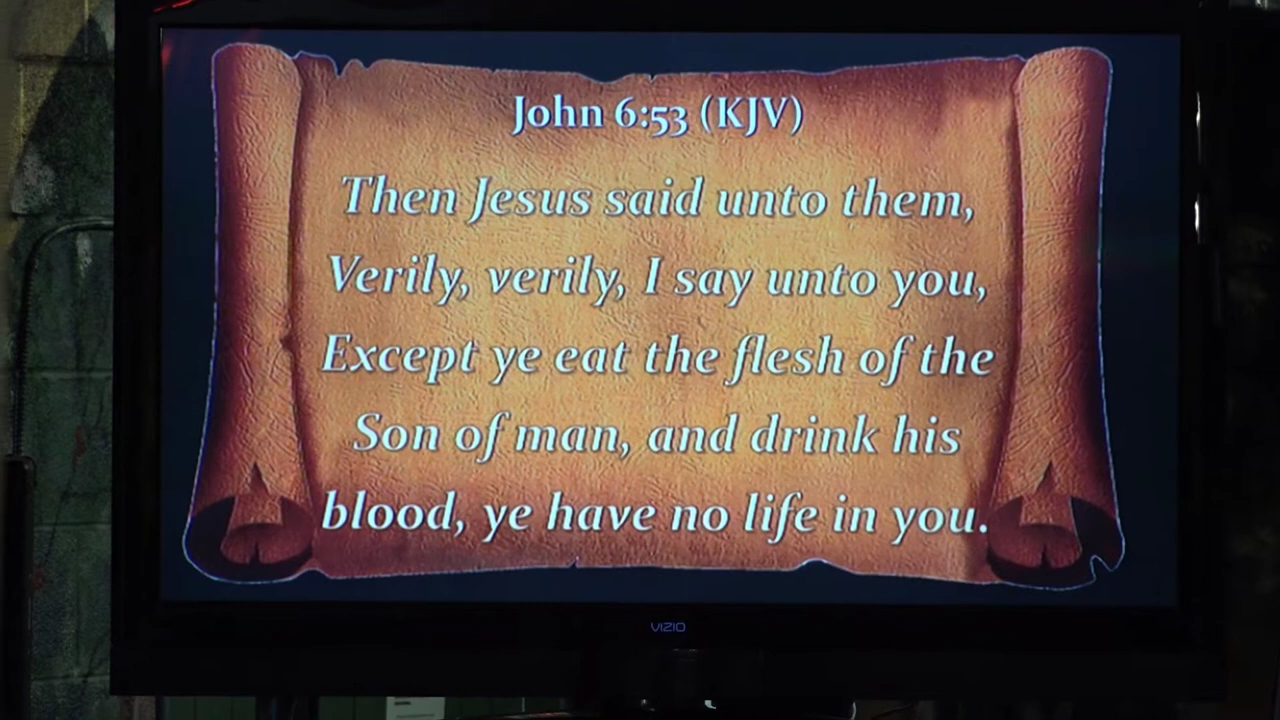 John 6:53 (KJV)
Then Jesus said unto them,
Verily, verily, I say unto you,
Except ye eat the flesh of the
Son of man, and drink his
blood, ye have no life in you.
VIZIO